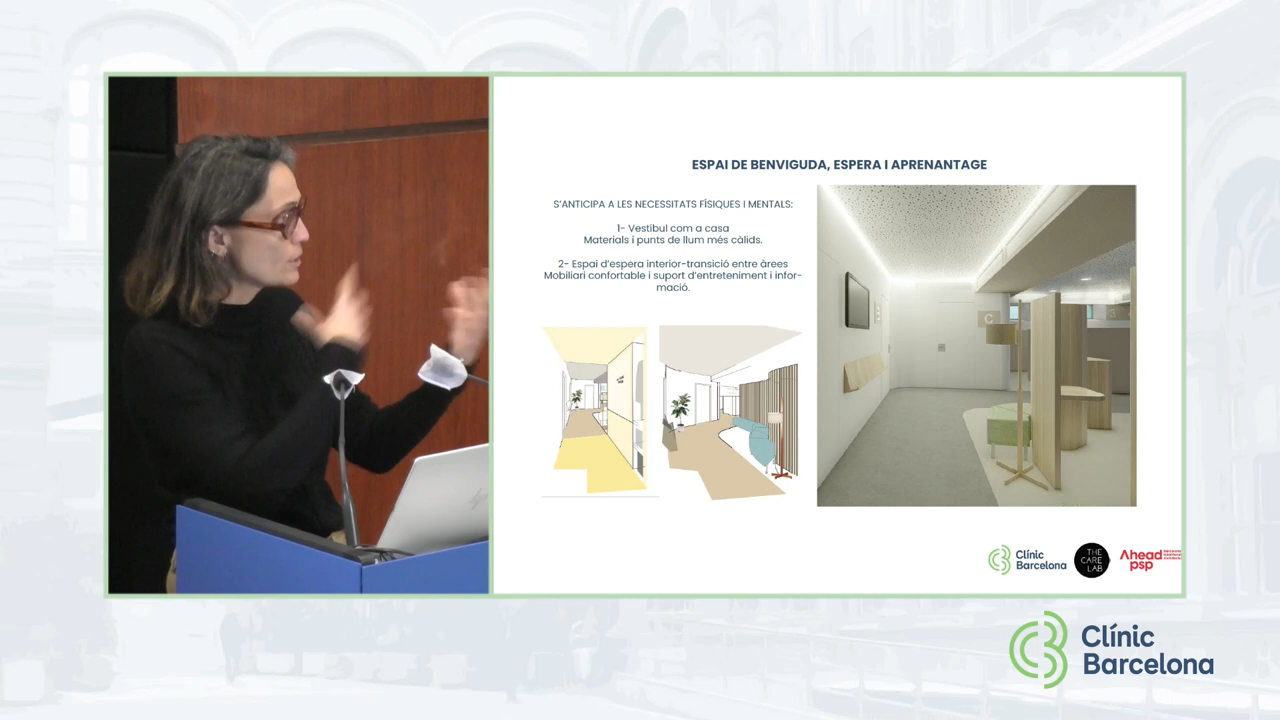 ESPAI DE BENVIGUDA, ESPERA I APRENANTAGE
S'ANTICIPA A LES NECESSITATS FÍSIQUES I MENTALS:
1- Vestíbul com a casa
Materials i punts de llum més càlids.
2- Espai d'espera interior-transició entre àrees
Mobiliari confortable i suport d'entreteniment i infor-
mació.
C
Clínic
Barcelona
THE
CARE
LAB
Ahead
psp
Clínic
Barcelona